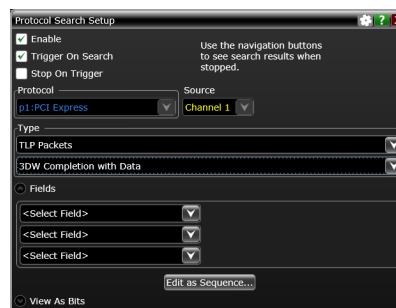 Protocol Search Setup
?
Enable
Trigger On Search
Stop On Trigger
Use the navigation buttons
to see search results when
stopped.
Protocol
Source
p1:PCI Express
Channel 1
Type
TLP Packets
3DW Completion with Data
Fields
<Select Field>
<Select Field>
<Select Field>
Edit as Sequence...
View As Bits